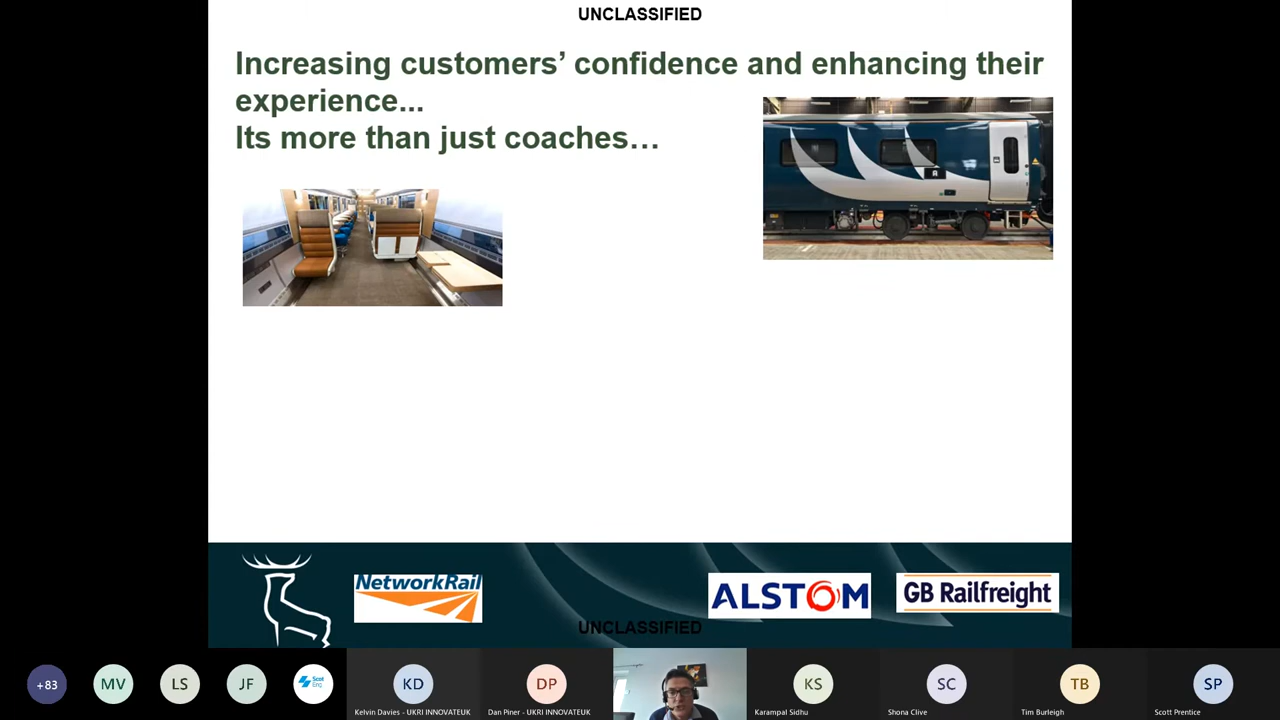 UNCLASSIFIED
Increasing customers’ confidence and enhancing their
experience...
Its more than just coaches…
NetworkRail
ALSTOM
GB Railfreight
UNCLASSIFIED
+83
MV
LS
JF
Scot
Eng
KD
DP
KS
SC
TB
SP
Kelvin Davies - UKRI INNOVATEUK
Dan Piner - UKRI INNOVATEUK
Karampal Sidhu
Shona Clive
Tim Burleigh
Scott Prentice